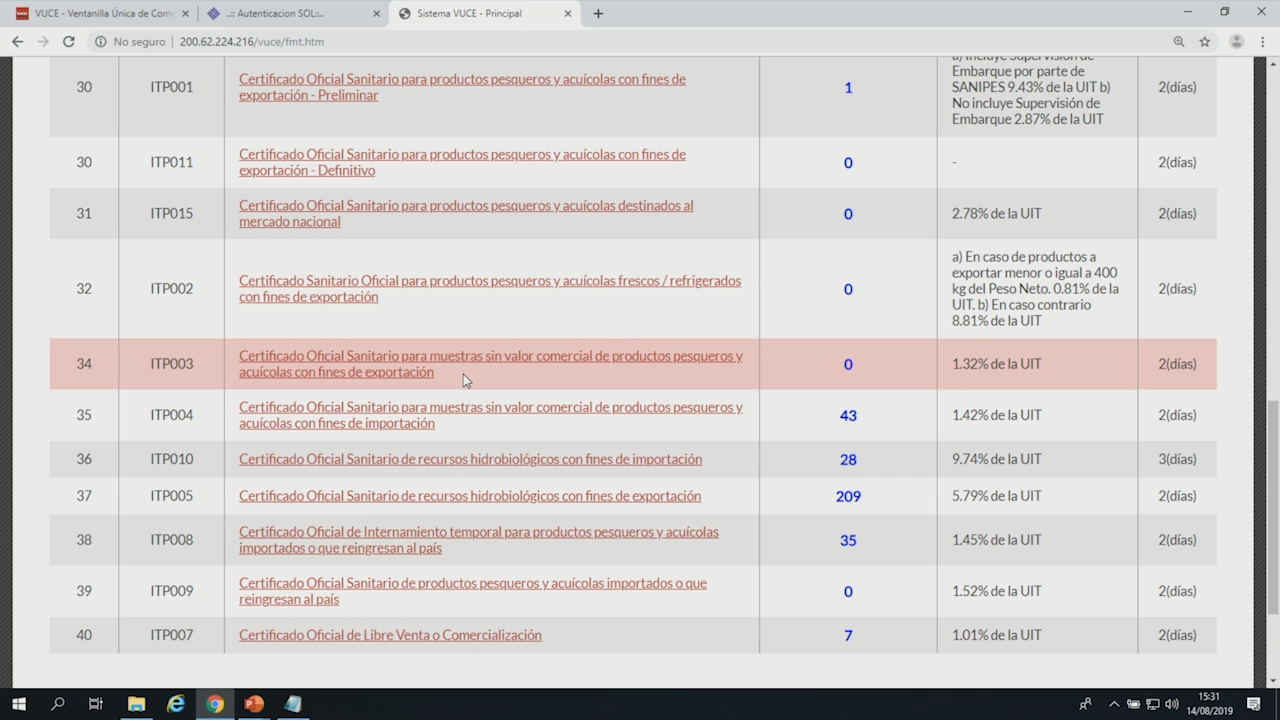 VUCE - Ventanilla Única de Com
..:: Autenticacion SOL::..
Sistema VUCE - Principal
No seguro
200.62.224.216/vuce/fmt.htm
30
ITP001
Certificado Oficial Sanitario para productos pesqueros y acuícolas con fines de
exportación - Preliminar
1
a) Incluye Supervisión de
Embarque por parte de
SANIPES 9.43% de la UIT b)
No incluye Supervisión de
Embarque 2.87% de la UIT
2(días)
30
ITP011
Certificado Oficial Sanitario para productos pesqueros y acuícolas con fines de
exportación - Definitivo
0
-
2(días)
31
ITP015
Certificado Oficial Sanitario para productos pesqueros y acuícolas destinados al
mercado nacional
0
2.78% de la UIT
2(días)
32
ITP002
Certificado Sanitario Oficial para productos pesqueros y acuícolas frescos / refrigerados
con fines de exportación
0
a) En caso de productos a
exportar menor o igual a 400
kg del Peso Neto. 0.81% de la
UIT. b) En caso contrario
8.81% de la UIT
2(días)
34
ITP003
Certificado Oficial Sanitario para muestras sin valor comercial de productos pesqueros y
acuícolas con fines de exportación
0
1.32% de la UIT
2(días)
35
ITP004
Certificado Oficial Sanitario para muestras sin valor comercial de productos pesqueros y
acuícolas con fines de importación
43
1.42% de la UIT
2(días)
36
ITP010
Certificado Oficial Sanitario de recursos hidrobiológicos con fines de importación
28
9.74% de la UIT
3(días)
37
ITP005
Certificado Oficial Sanitario de recursos hidrobiológicos con fines de exportación
209
5.79% de la UIT
2(días)
38
ITP008
Certificado Oficial de Internamiento temporal para productos pesqueros y acuícolas
importados o que reingresan al país
35
1.45% de la UIT
2(días)
39
ITP009
Certificado Oficial Sanitario de productos pesqueros y acuícolas importados o que
reingresan al país
0
1.52% de la UIT
2(días)
40
ITP007
Certificado Oficial de Libre Venta o Comercialización
7
1.01% de la UIT
2(días)
15:31
14/08/2019